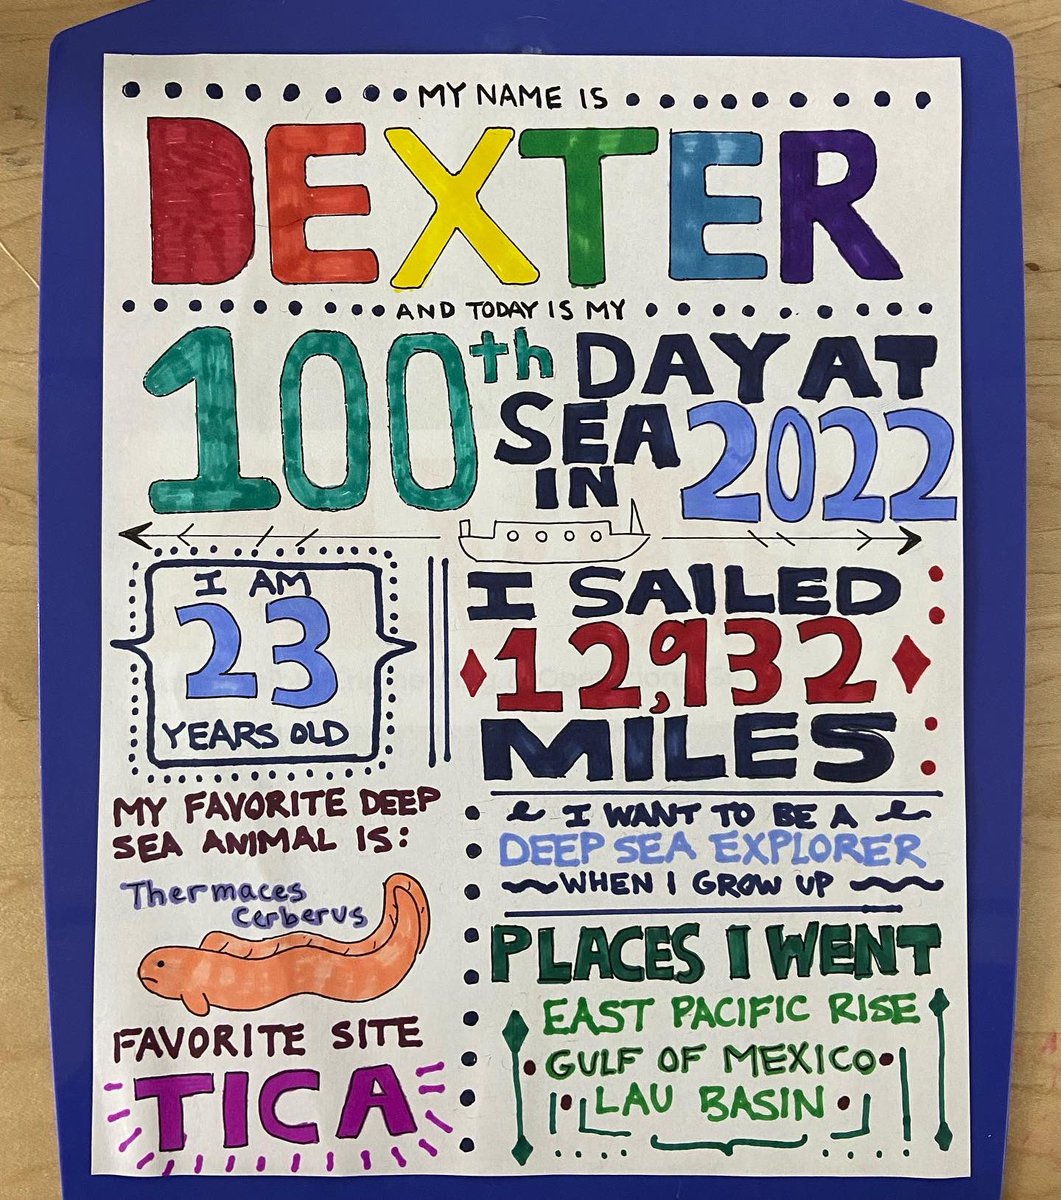 MY NAME IS
DEXTER
AND TODAY IS MY
100th DAY AT
SEA
IN 2022
I AM
23
YEARS OLD
I SAILED
12,932
MILES
MY FAVORITE DEEP
SEA ANIMAL IS:
Thermaces
Cerberus
FAVORITE SITE
TICA
I WANT TO BE A
DEEP SEA EXPLORER
WHEN I GROW UP
PLACES I WENT
EAST PACIFIC RISE
GULF OF MEXICO
LAU BASIN